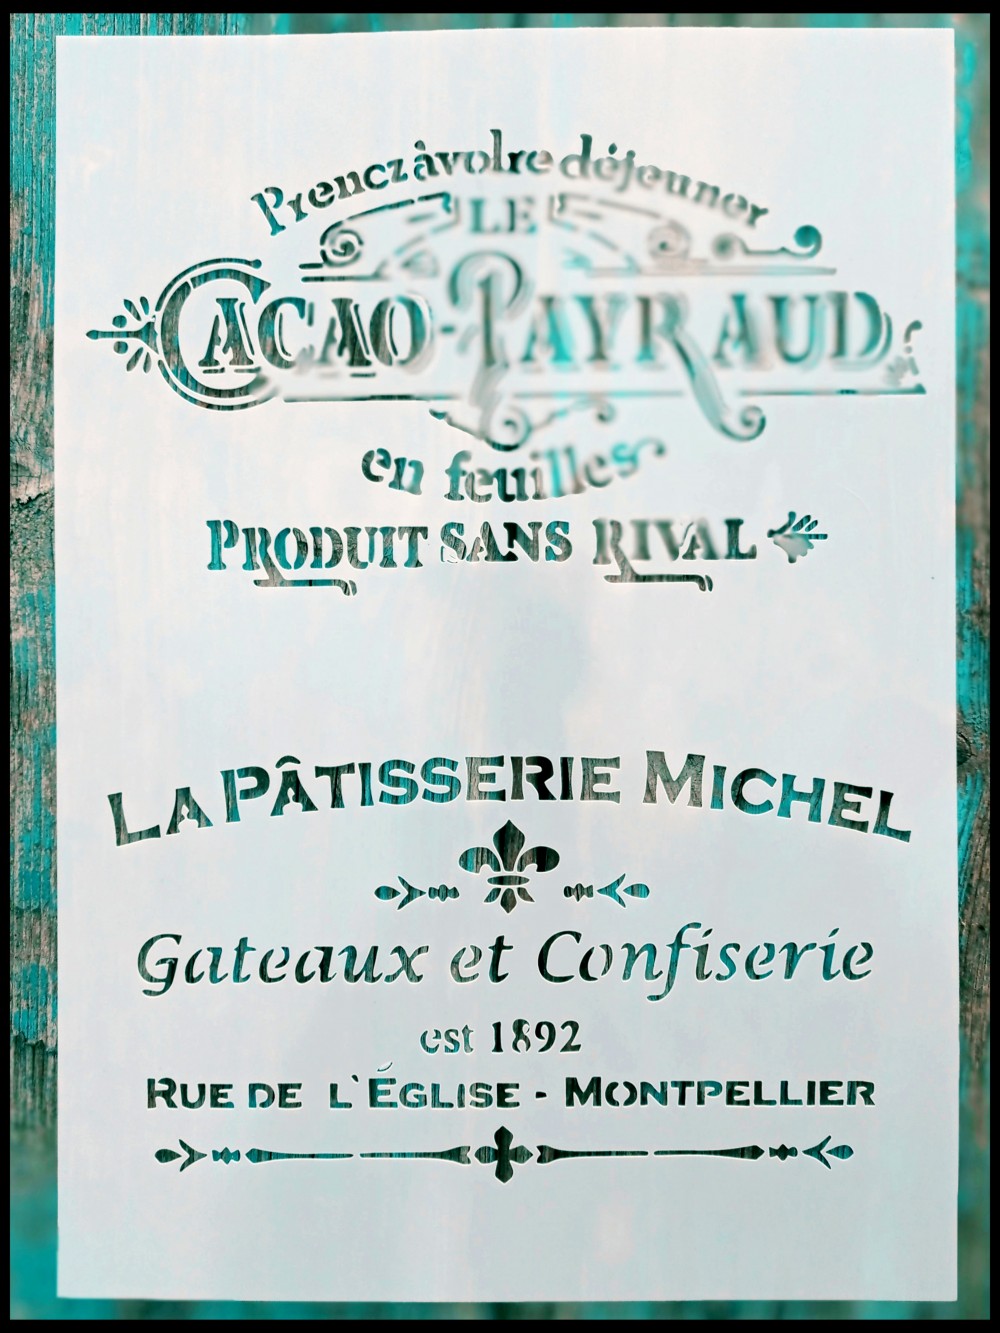 Prenez à votre déjeuner
LE
CACAO-PAYRAUD
en feuilles
PRODUIT SANS RIVAL
LA PÂTISSERIE MICHEL
Gateaux et Confiserie
est 1892
RUE DE L`ÉGLISE - MONTPELLIER